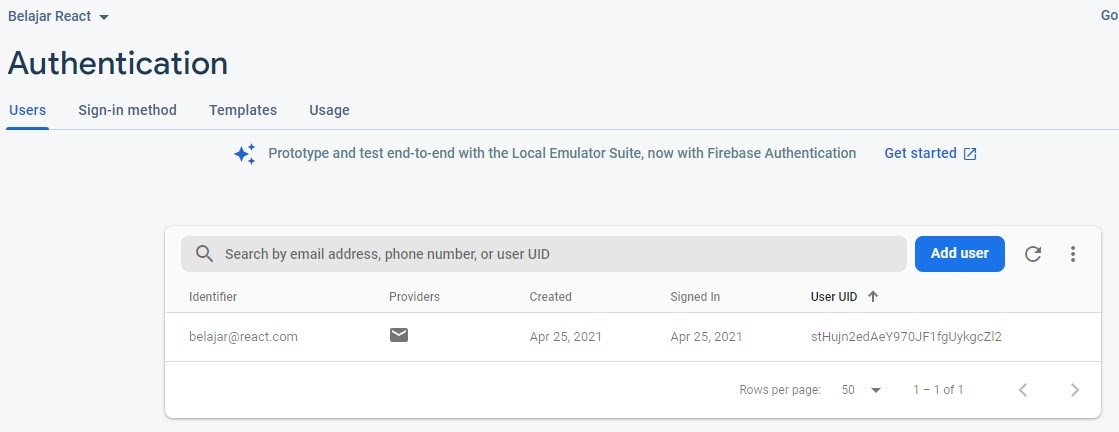 Belajar React
Go
Authentication
Users Sign-in method Templates Usage
Prototype and test end-to-end with the Local Emulator Suite, now with Firebase Authentication Get started
Search by email address, phone number, or user UID Add user
Identifier Providers Created Signed In User UID
belajar@react.com Apr 25, 2021 Apr 25, 2021 stHujn2edAeY970JF1fgUykgcZl2
Rows per page: 50 1 – 1 of 1